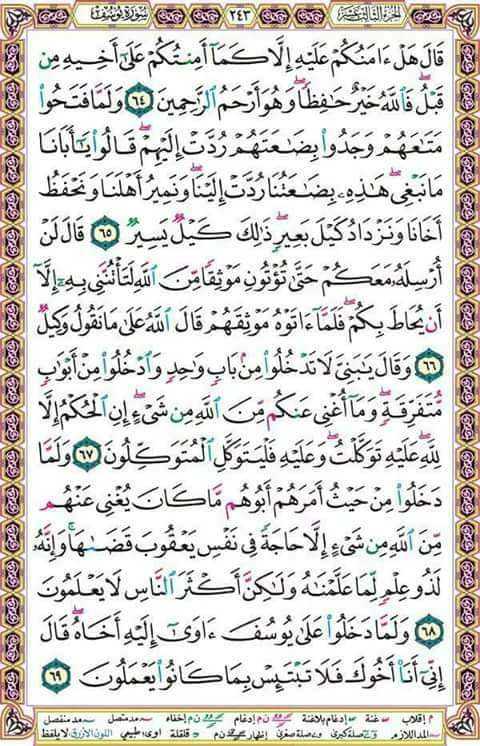 الجزء الثالث عشر ٢٤٣ سورة يوسف
قَالَ هَلْ ءَامَنُكُمْ عَلَيْهِ إِلَّا كَمَآ أَمِنتُكُمْ عَلَىٰٓ أَخِيهِ مِن
قَبْلُ ۖ فَٱللَّهُ خَيْرٌ حَٰفِظًا ۖ وَهُوَ أَرْحَمُ ٱلرَّٰحِمِينَ ٦٤ وَلَمَّا فَتَحُوا۟
مَتَٰعَهُمْ وَجَدُوا۟ بِضَٰعَتَهُمْ رُدَّتْ إِلَيْهِمْ ۖ قَالُوا۟ يَٰٓأَبَانَا
مَا نَبْغِى ۖ هَٰذِهِۦ بِضَٰعَتُنَا رُدَّتْ إِلَيْنَا ۖ وَنَمِيرُ أَهْلَنَا وَنَحْفَظُ
أَخَانَا وَنَزْدَادُ كَيْلَ بَعِيرٍ ۖ ذَٰلِكَ كَيْلٌ يَسِيرٌ ٦٥ قَالَ لَنْ
أُرْسِلَهُۥ مَعَكُمْ حَتَّىٰ تُؤْتُونِ مَوْثِقًا مِّنَ ٱللَّهِ لَتَأْتُنَّنِى بِهِۦٓ إِلَّآ
أَن يُحَاطَ بِكُمْ ۖ فَلَمَّآ ءَاتَوْهُ مَوْثِقَهُمْ قَالَ ٱللَّهُ عَلَىٰ مَا نَقُولُ وَكِيلٌ
٦٦ وَقَالَ يَٰبَنِىَّ لَا تَدْخُلُوا۟ مِنۢ بَابٍ وَٰحِدٍ وَٱدْخُلُوا۟ مِنْ أَبْوَٰبٍ
مُّتَفَرِّقَةٍ ۖ وَمَآ أُغْنِى عَنكُم مِّنَ ٱللَّهِ مِن شَىْءٍ ۖ إِنِ ٱلْحُكْمُ إِلَّا
لِلَّهِ ۖ عَلَيْهِ تَوَكَّلْتُ ۖ وَعَلَيْهِ فَلْيَتَوَكَّلِ ٱلْمُتَوَكِّلُونَ ٦٧ وَلَمَّا
دَخَلُوا۟ مِنْ حَيْثُ أَمَرَهُمْ أَبُوهُم مَّا كَانَ يُغْنِى عَنْهُم
مِّنَ ٱللَّهِ مِن شَىْءٍ إِلَّا حَاجَةً فِى نَفْسِ يَعْقُوبَ قَضَىٰهَا ۚ وَإِنَّهُۥ
لَذُو عِلْمٍ لِّمَا عَلَّمْنَٰهُ وَلَٰكِنَّ أَكْثَرَ ٱلنَّاسِ لَا يَعْلَمُونَ
٦٨ وَلَمَّا دَخَلُوا۟ عَلَىٰ يُوسُفَ ءَاوَىٰٓ إِلَيْهِ أَخَاهُ ۖ قَالَ
إِنِّىٓ أَنَا۠ أَخُوكَ فَلَا تَبْتَئِسْ بِمَا كَانُوا۟ يَعْمَلُونَ ٦٩
م إقلاب غنة إدغام بلاغنة ن م إدغام ن م إخفاء مد متصل مد منفصل
المد اللازم صلة كبرى صلة صغرى إظهار ن م قلقلة اوى: طبيعي اللون الأزرق: لا يلفظ